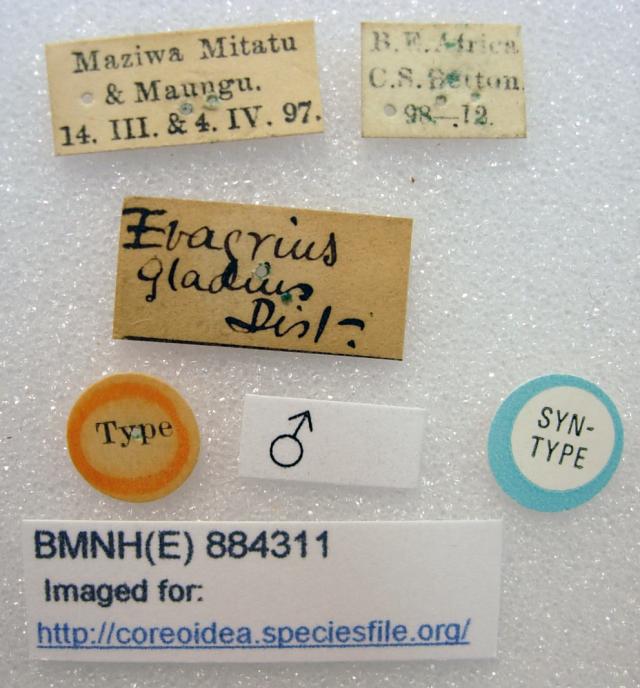 Maziwa Mitatu
& Maungu.
14. III. & 4. IV. 97.
B. E. Africa
C. S. Betton.
98—12.
Evagrius
gladius
Dist-
Type
♂
SYN-
TYPE
BMNH(E) 884311
Imaged for:
http://coreoidea.speciesfile.org/